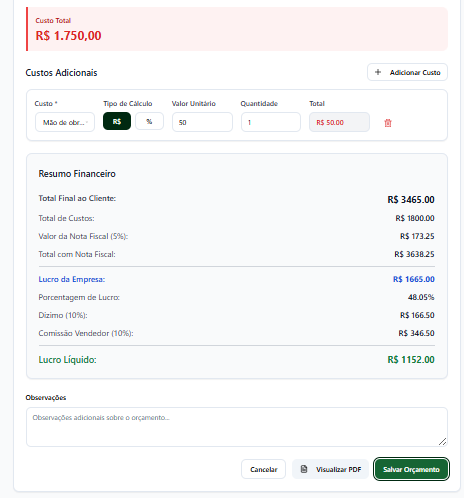 Custo Total
R$ 1.750,00
Custos Adicionais
+ Adicionar Custo
Custo * Tipo de Cálculo Valor Unitário Quantidade Total
Mão de obr... R$ % 50 1 R$ 50.00
Resumo Financeiro
Total Final ao Cliente: R$ 3465.00
Total de Custos: R$ 1800.00
Valor da Nota Fiscal (5%): R$ 173.25
Total com Nota Fiscal: R$ 3638.25
Lucro da Empresa: R$ 1665.00
Porcentagem de Lucro: 48.05%
Dízimo (10%): R$ 166.50
Comissão Vendedor (10%): R$ 346.50
Lucro Líquido: R$ 1152.00
Observações
Observações adicionais sobre o orçamento...
Cancelar Visualizar PDF Salvar Orçamento